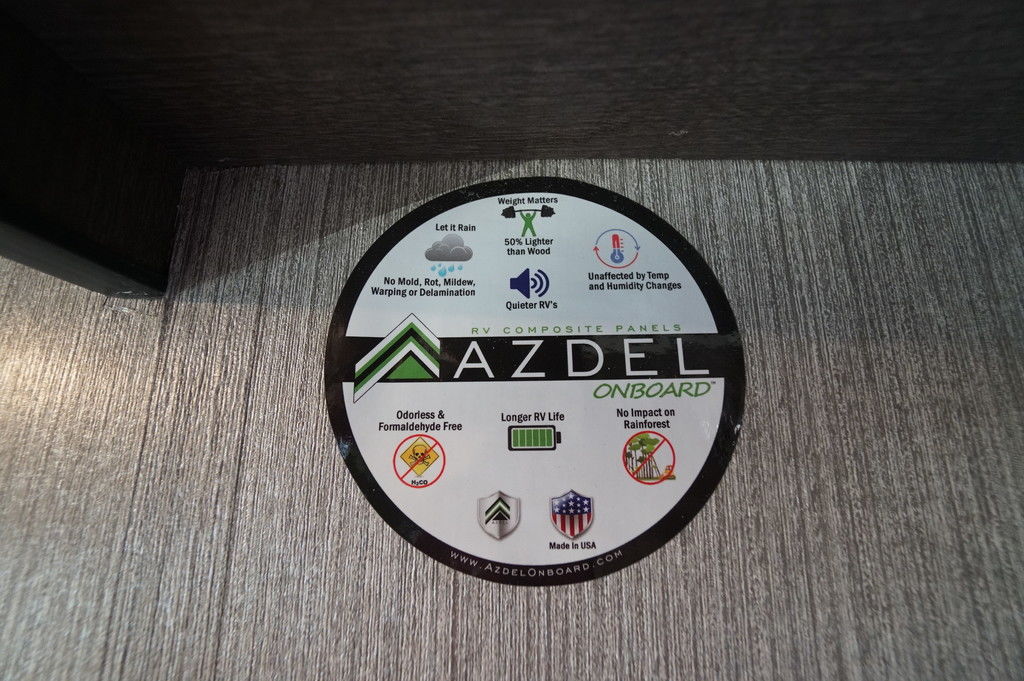 Weight Matters
Let it Rain
50% Lighter
than Wood
No Mold, Rot, Mildew,
Warping or Delamination
Unaffected by Temp
and Humidity Changes
Quieter RV's
RV COMPOSITE PANELS
AZDEL
ONBOARD™
Odorless &
Formaldehyde Free
H₂CO
Longer RV Life
No Impact on
Rainforest
Made In USA
WWW.AZDELONBOARD.COM